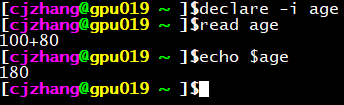 [cjzhang@gpu019 ~ ]$declare -i age
[cjzhang@gpu019 ~ ]$read age
100+80
[cjzhang@gpu019 ~ ]$echo $age
180
[cjzhang@gpu019 ~ ]$